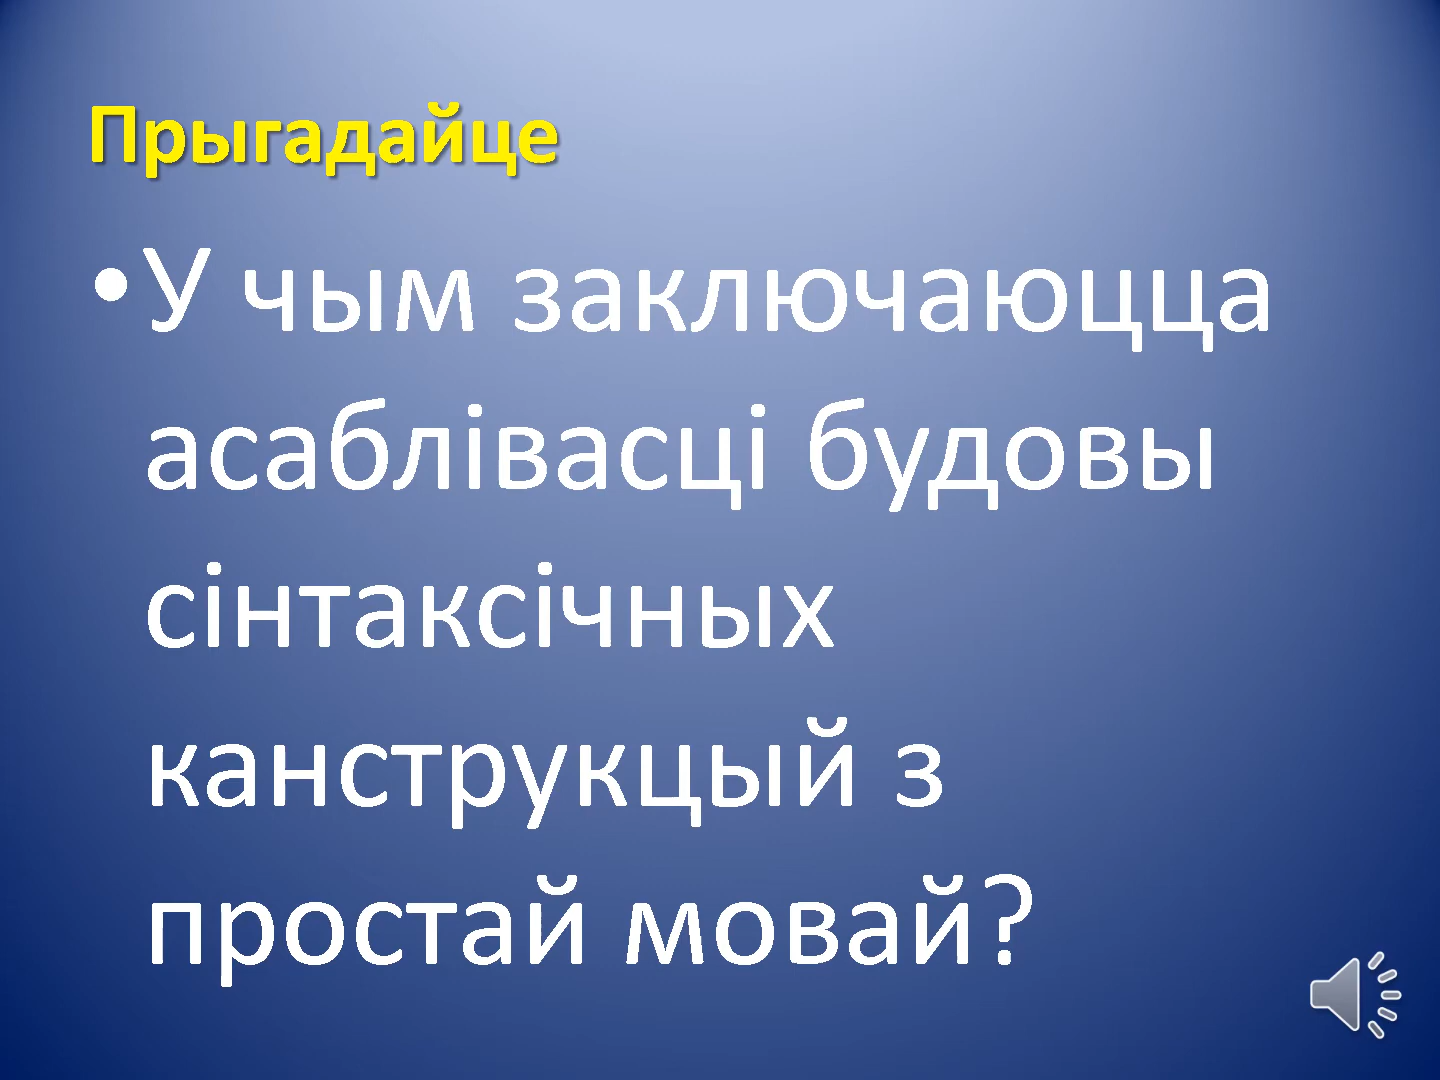 Прыгадайце
•У чым заключаюцца
асаблівасці будовы
сінтаксічных
канструкцый з
простай мовай?